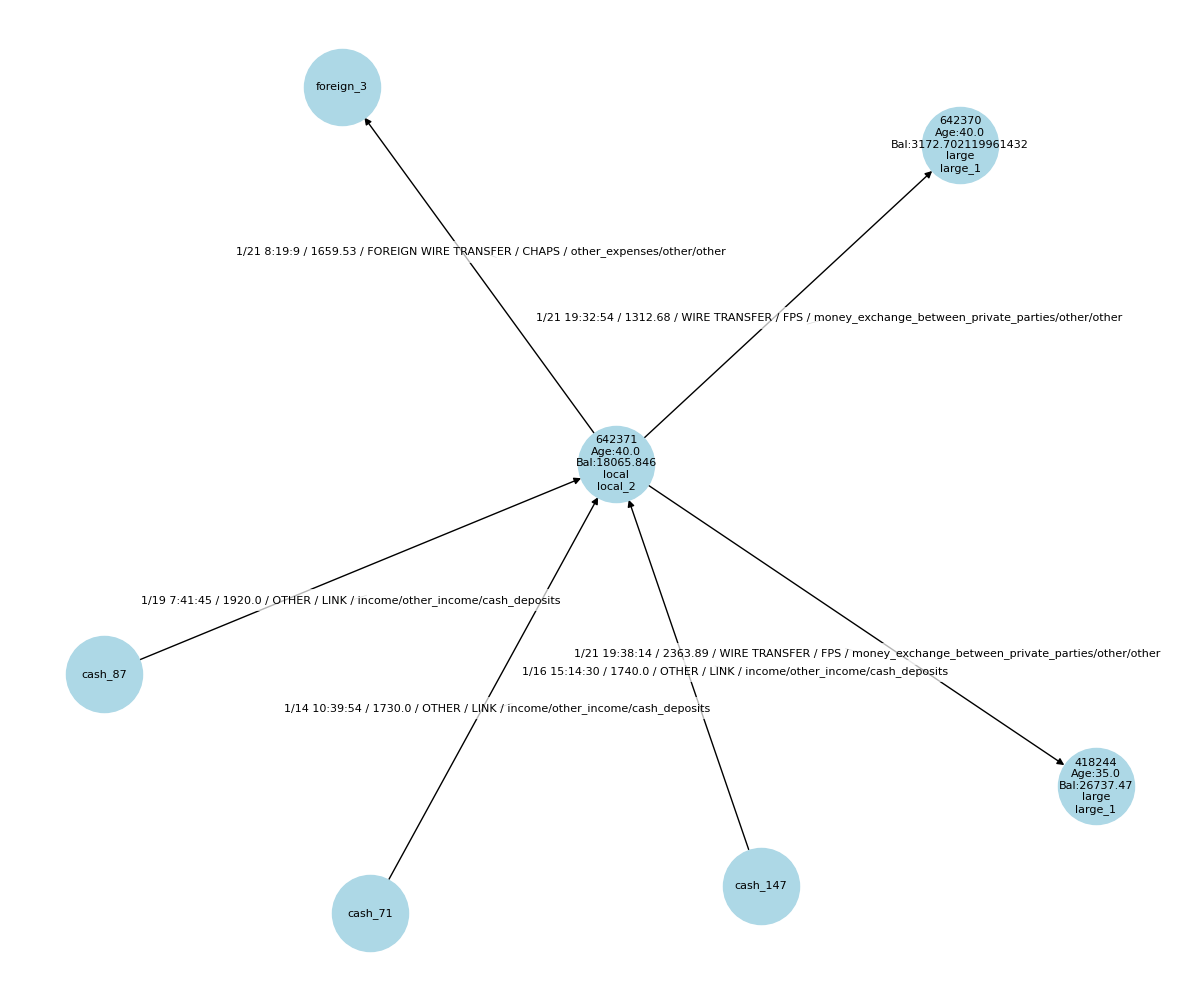 foreign_3
642370
Age:40.0
Bal:3172.702119961432
large
large_1
1/21 8:19:9 / 1659.53 / FOREIGN WIRE TRANSFER / CHAPS / other_expenses/other/other
1/21 19:32:54 / 1312.68 / WIRE TRANSFER / FPS / money_exchange_between_private_parties/other/other
642371
Age:40.0
Bal:18065.846
local
local_2
1/19 7:41:45 / 1920.0 / OTHER / LINK / income/other_income/cash_deposits
1/21 19:38:14 / 2363.89 / WIRE TRANSFER / FPS / money_exchange_between_private_parties/other/other
1/16 15:14:30 / 1740.0 / OTHER / LINK / income/other_income/cash_deposits
cash_87
1/14 10:39:54 / 1730.0 / OTHER / LINK / income/other_income/cash_deposits
418244
Age:35.0
Bal:26737.47
large
large_1
cash_147
cash_71